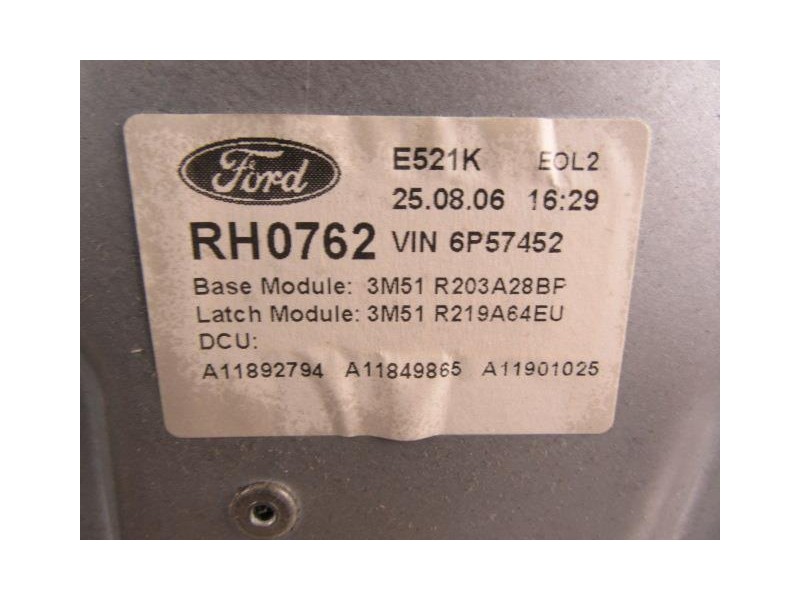 Ford
E521K EOL2
25.08.06 16:29
RH0762 VIN 6P57452
Base Module: 3M51 R203A28BP
Latch Module: 3M51 R219A64EU
DCU:
A11892794 A11849865 A11901025